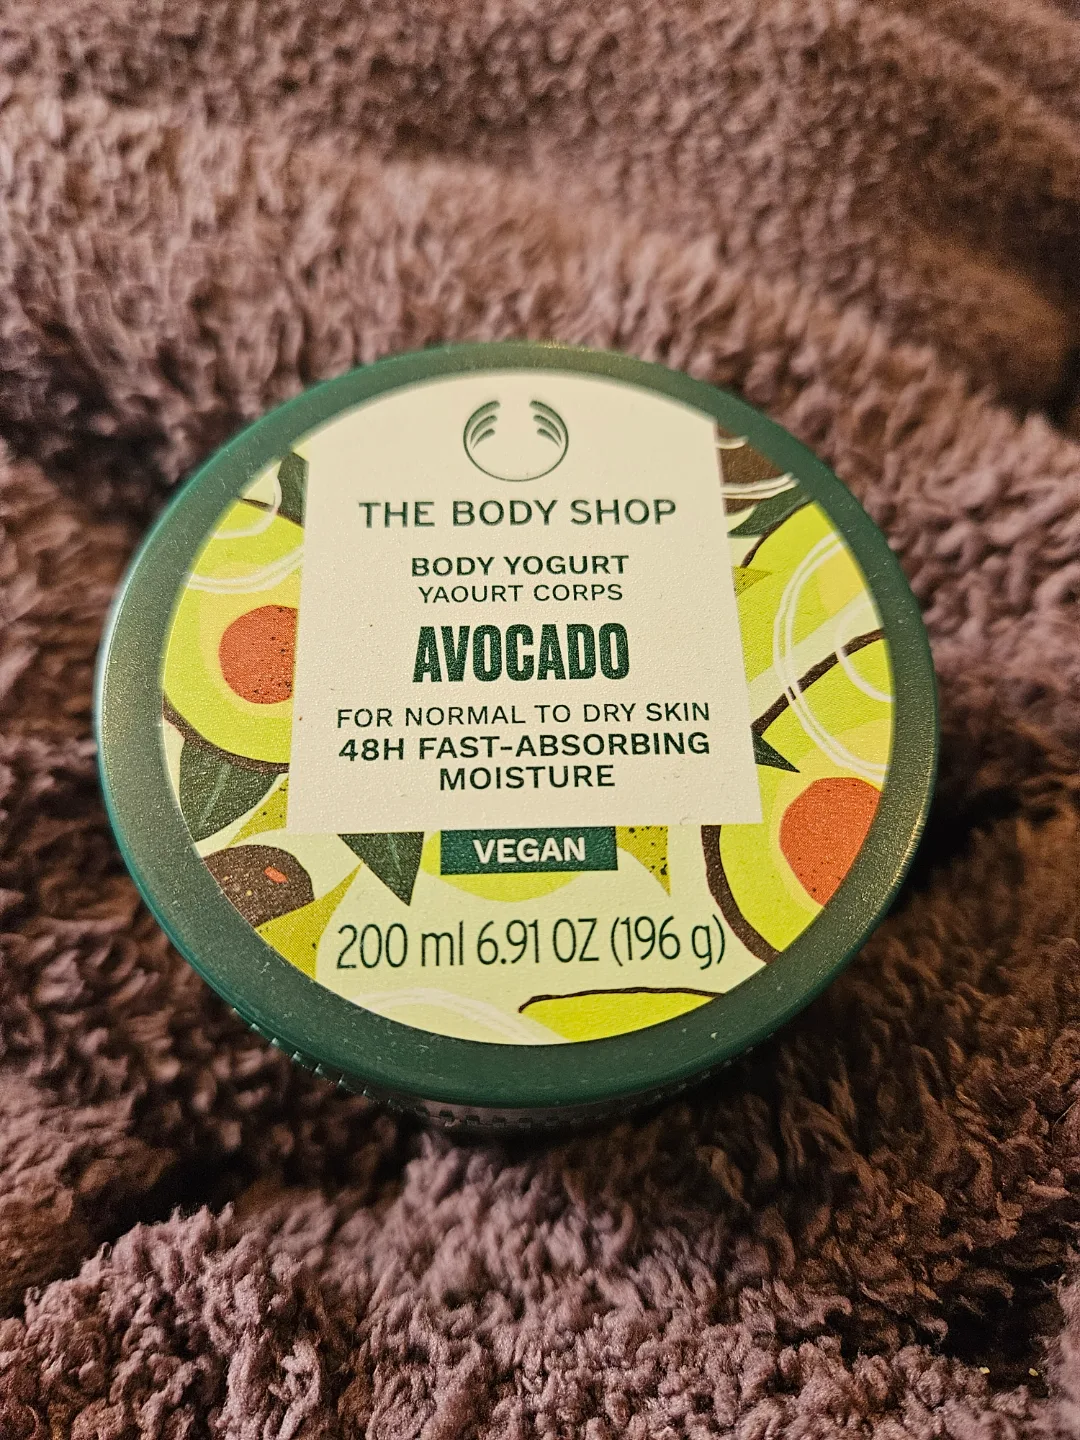 THE BODY SHOP
BODY YOGURT
YAOURT CORPS
AVOCADO
FOR NORMAL TO DRY SKIN
48H FAST-ABSORBING
MOISTURE
VEGAN
200 ml 6.91 OZ (196 g)